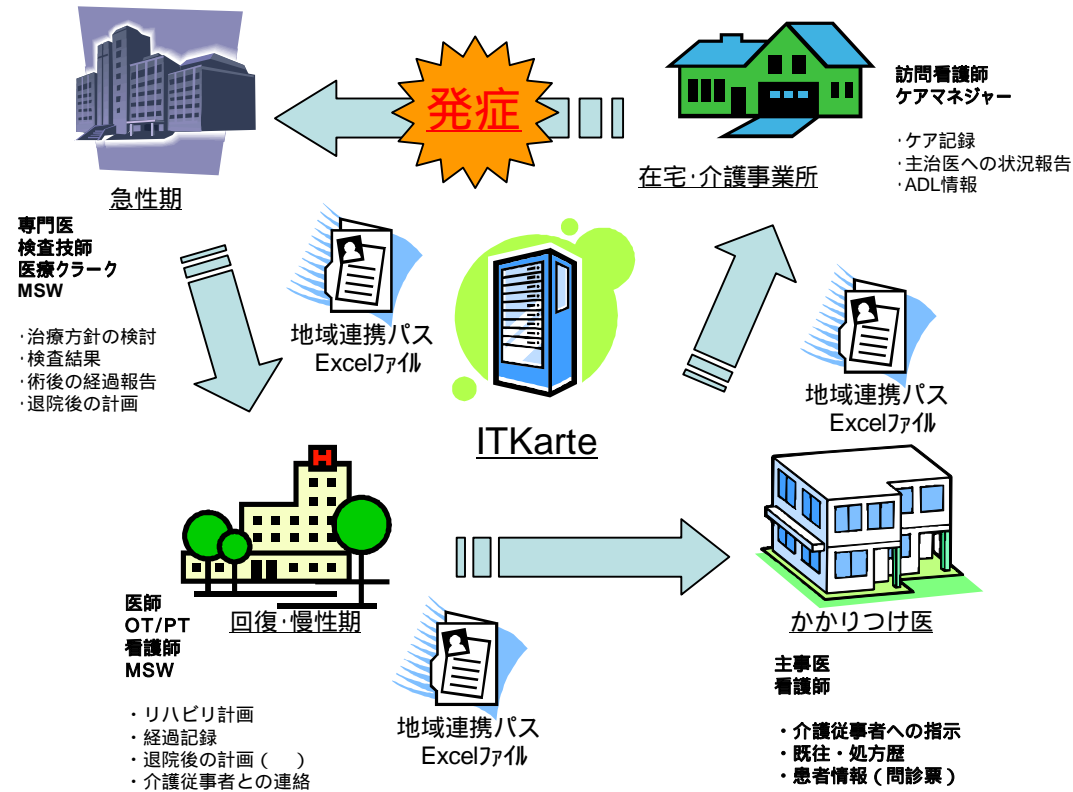 発症
急性期
専門医
検査技師
医療クラーク
MSW
・治療方針の検討
・検査結果
・術後の経過報告
・退院後の計画
在宅・介護事業所
訪問看護師
ケアマネジャー
・ケア記録
・主治医への状況報告
・ADL情報
地域連携パス
Excelファイル
ITKarte
地域連携パス
Excelファイル
回復・慢性期
医師
OT/PT
看護師
MSW
・リハビリ計画
・経過記録
・退院後の計画(　)
・介護従事者との連絡
地域連携パス
Excelファイル
かかりつけ医
主事医
看護師
・介護従事者への指示
・既往・処方歴
・患者情報(問診票)